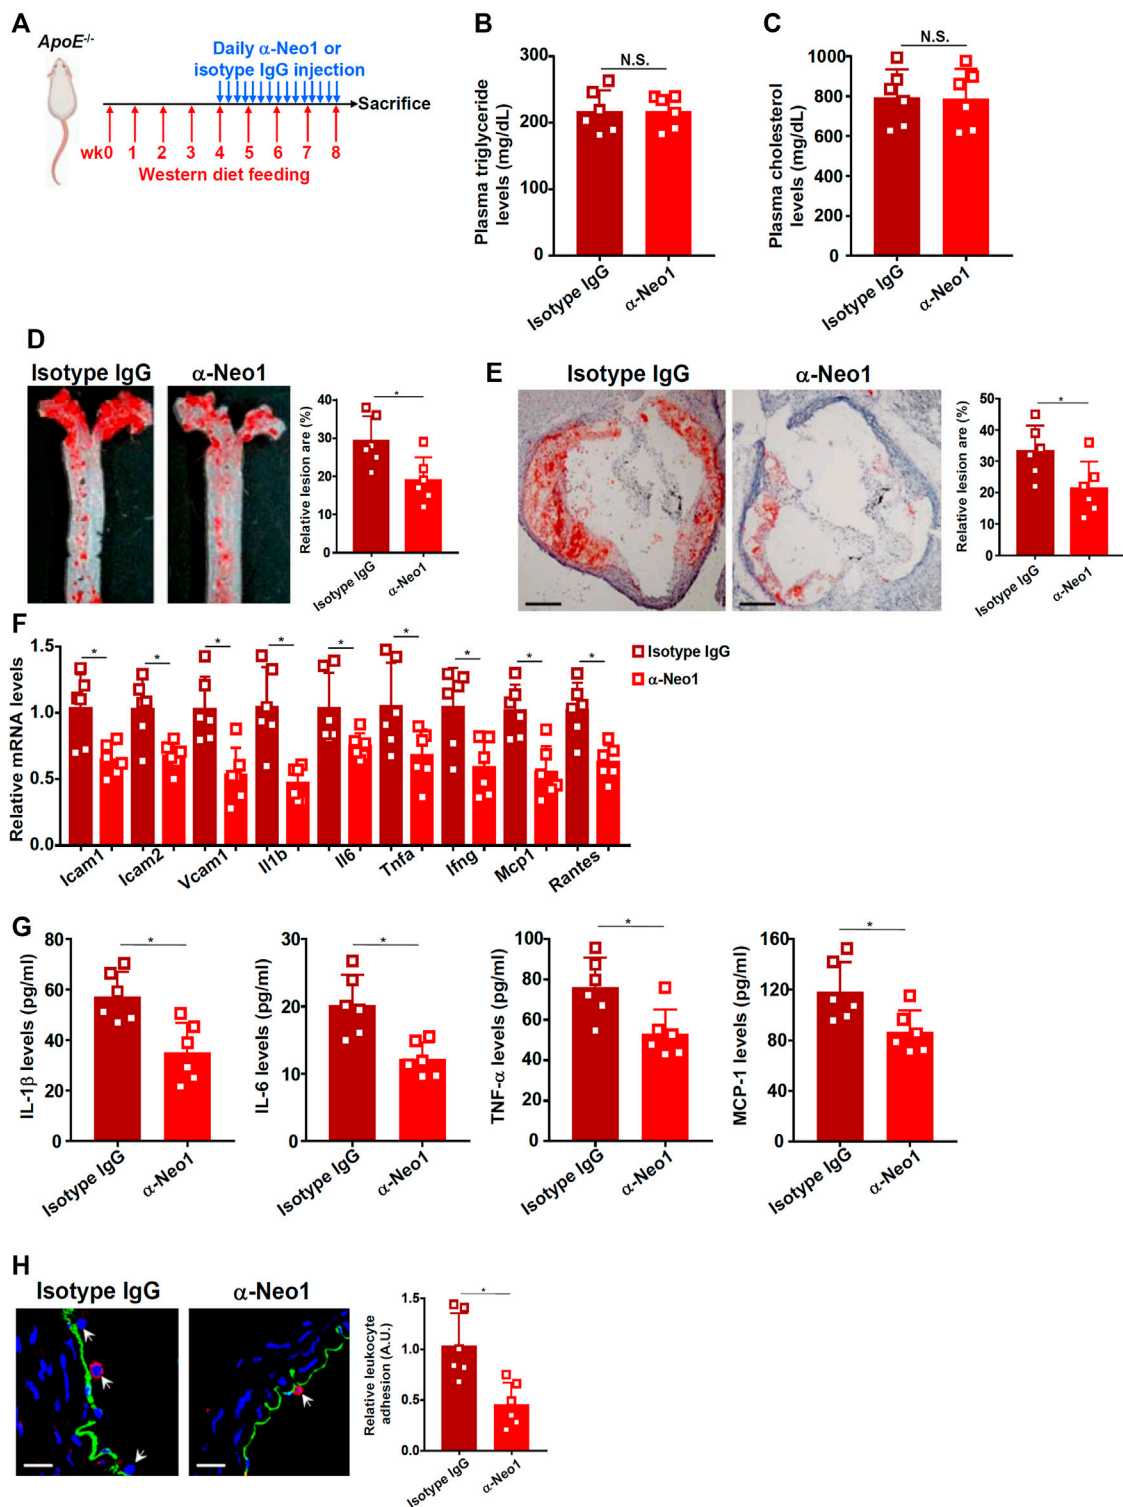 A
ApoE-/-
Daily α-Neo1 or
isotype IgG injection
Sacrifice
wk0 1 2 3 4 5 6 7 8
Western diet feeding
B
N.S.
Plasma triglyceride
levels (mg/dL)
300
200
100
0
Isotype IgG
α-Neo1
C
N.S.
Plasma cholesterol
levels (mg/dL)
1000
800
600
400
200
0
Isotype IgG
α-Neo1
D
Isotype IgG
α-Neo1
Relative lesion are (%)
40
30
20
10
0
*
Isotype IgG
α-Neo1
E
Isotype IgG
α-Neo1
Relative lesion are (%)
50
40
30
20
10
0
*
Isotype IgG
α-Neo1
F
Relative mRNA levels
1.5
1.0
0.5
0.0
* * * * * * * * *
Icam1 Icam2 Vcam1 Il1b Il6 Tnfa Ifng Mcp1 Rantes
Isotype IgG
α-Neo1
G
IL-1β levels (pg/ml)
80
60
40
20
0
*
Isotype IgG
α-Neo1
IL-6 levels (pg/ml)
30
20
10
0
*
Isotype IgG
α-Neo1
TNF-α levels (pg/ml)
100
80
60
40
20
0
*
Isotype IgG
α-Neo1
MCP-1 levels (pg/ml)
160
120
80
40
0
*
Isotype IgG
α-Neo1
H
Isotype IgG
α-Neo1
Relative leukocyte
adhesion (A.U.)
1.5
1.0
0.5
0.0
*
Isotype IgG
α-Neo1